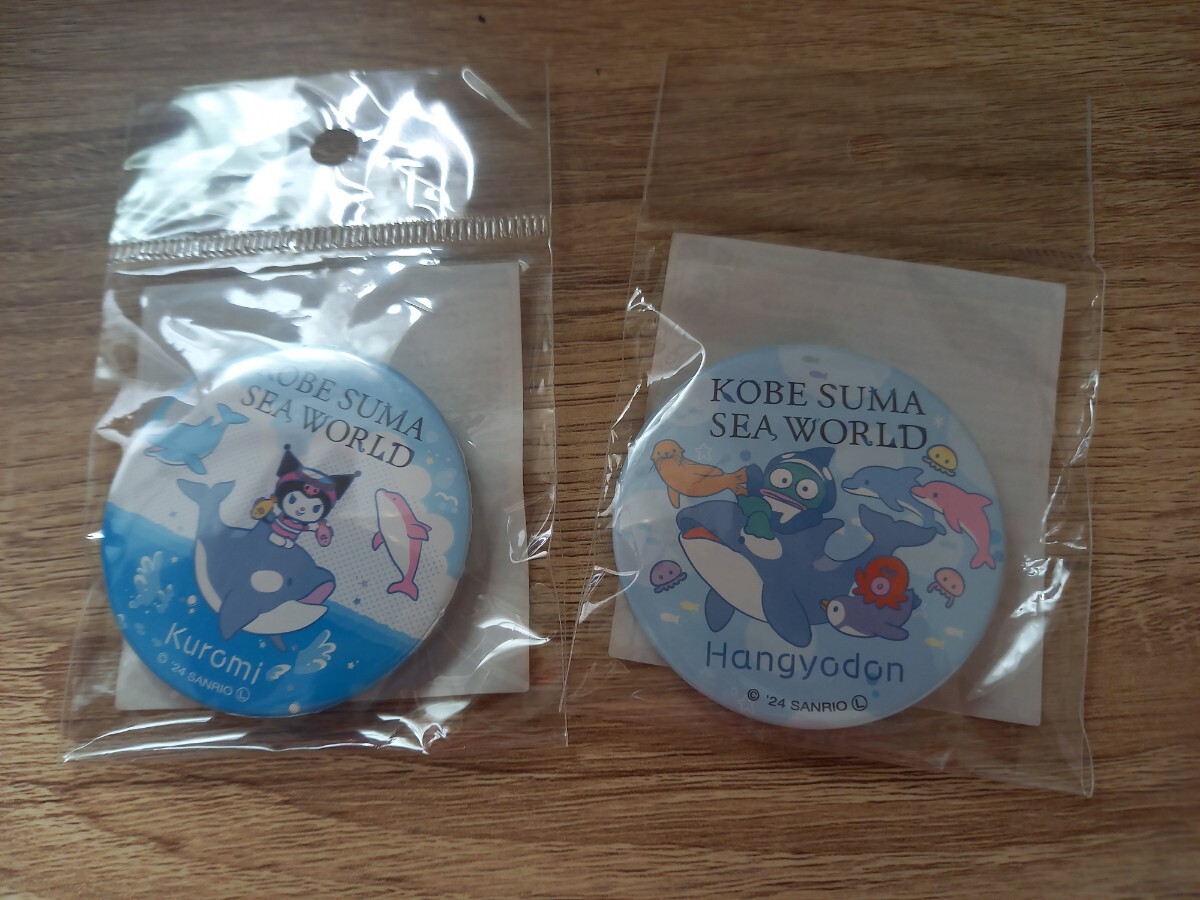 KOBE SUMA
SEA WORLD
Kuromi
© '24 SANRIO Ⓛ
KOBE SUMA
SEA WORLD
Hangyodon
© '24 SANRIO Ⓛ